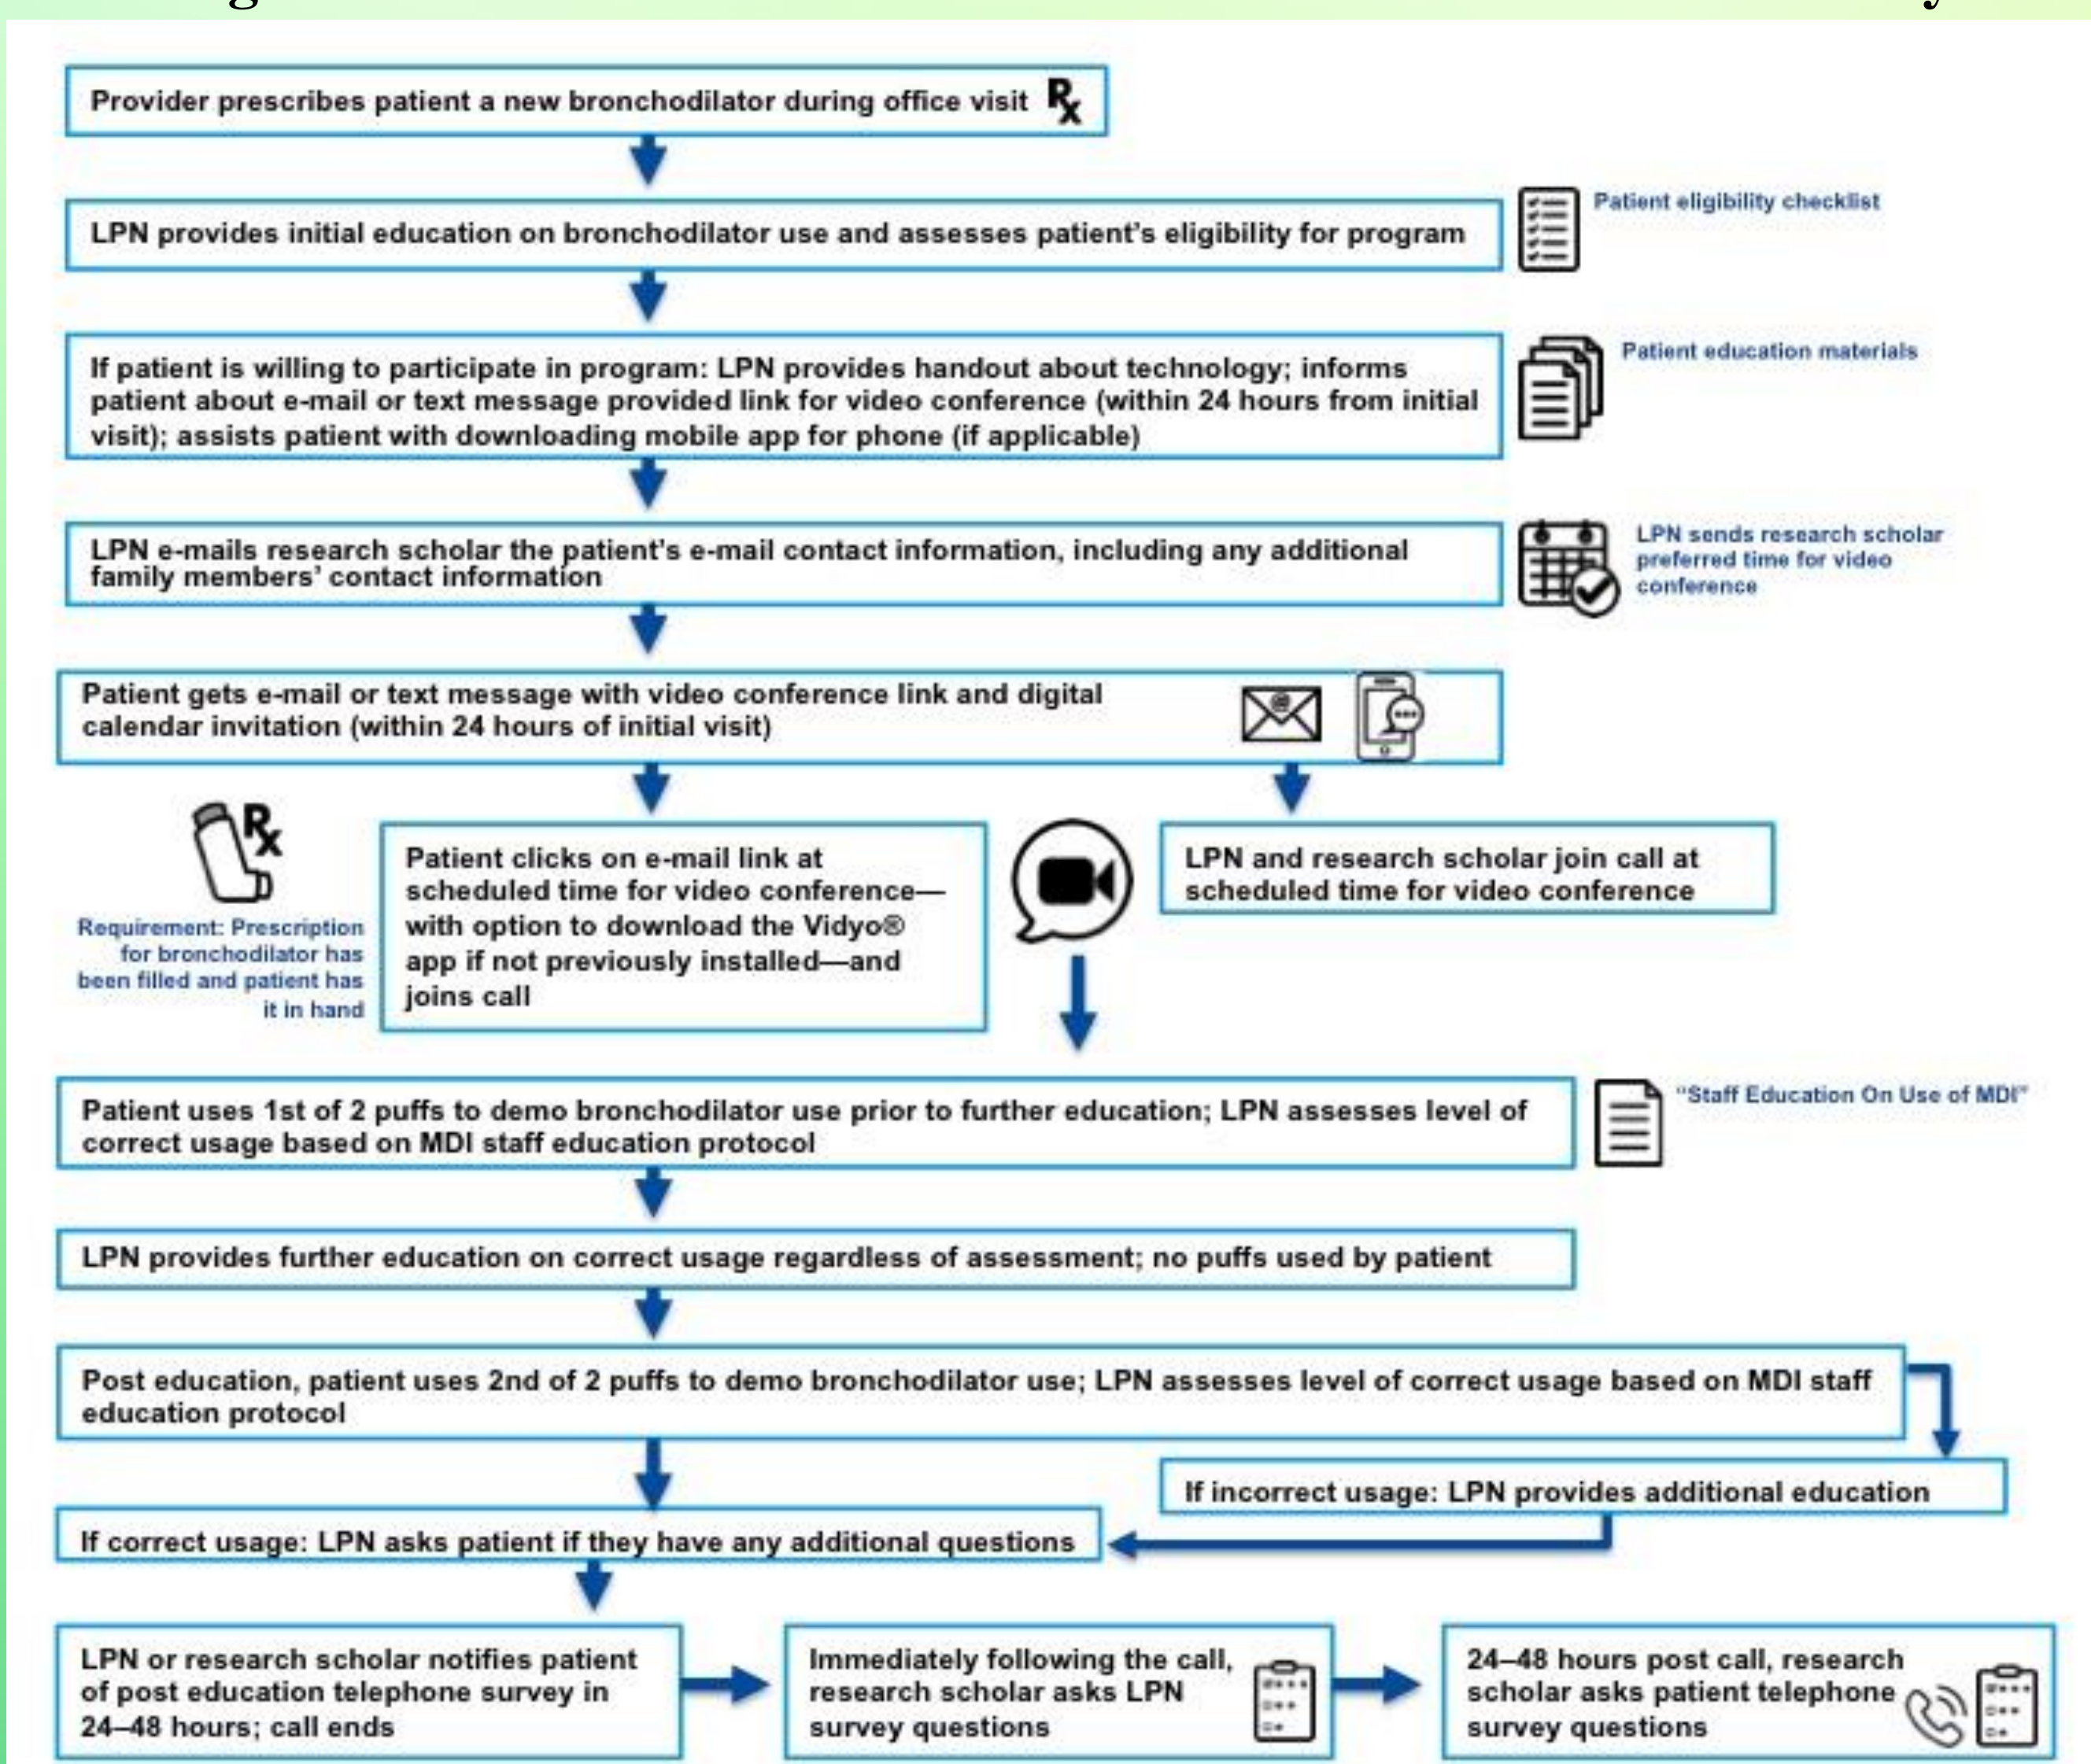 Provider prescribes patient a new bronchodilator during office visit Rx
LPN provides initial education on bronchodilator use and assesses patient's eligibility for program
Patient eligibility checklist
If patient is willing to participate in program: LPN provides handout about technology; informs
patient about e-mail or text message provided link for video conference (within 24 hours from initial
visit); assists patient with downloading mobile app for phone (if applicable)
Patient education materials
LPN e-mails research scholar the patient's e-mail contact information, including any additional
family members' contact information
LPN sends research scholar
preferred time for video
conference
Patient gets e-mail or text message with video conference link and digital
calendar invitation (within 24 hours of initial visit)
@
Rx
Requirement: Prescription
for bronchodilator has
been filled and patient has
it in hand
Patient clicks on e-mail link at
scheduled time for video conference—
with option to download the Vidyo®
app if not previously installed—and
joins call
LPN and research scholar join call at
scheduled time for video conference
Patient uses 1st of 2 puffs to demo bronchodilator use prior to further education; LPN assesses level of
correct usage based on MDI staff education protocol
"Staff Education On Use of MDI"
LPN provides further education on correct usage regardless of assessment; no puffs used by patient
Post education, patient uses 2nd of 2 puffs to demo bronchodilator use; LPN assesses level of correct usage based on MDI staff
education protocol
If incorrect usage: LPN provides additional education
If correct usage: LPN asks patient if they have any additional questions
LPN or research scholar notifies patient
of post education telephone survey in
24–48 hours; call ends
Immediately following the call,
research scholar asks LPN
survey questions
24–48 hours post call, research
scholar asks patient telephone
survey questions